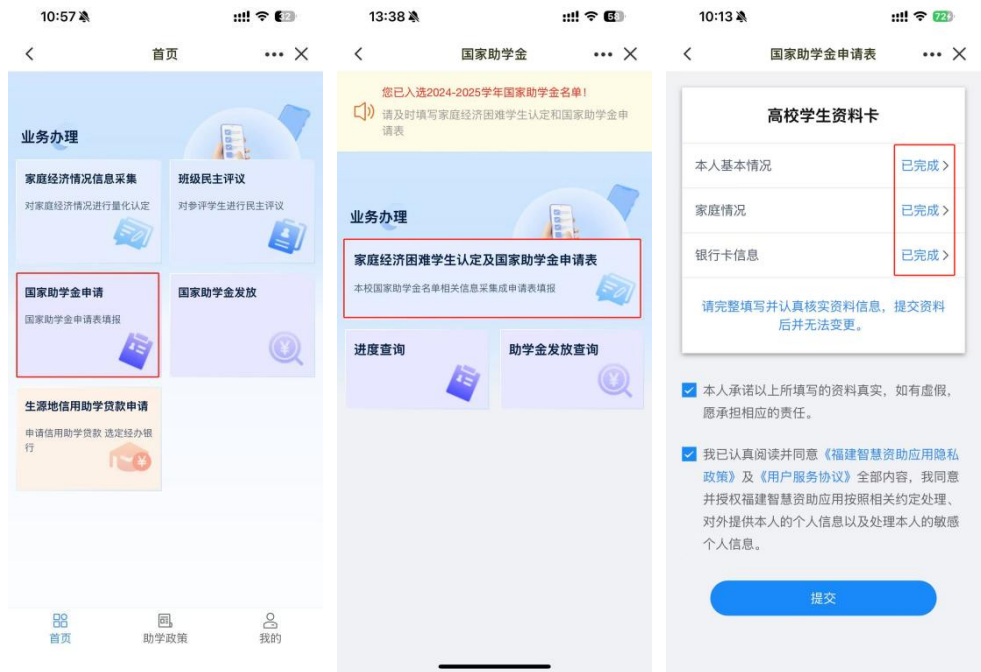 10:57
32
首页
业务办理
家庭经济情况信息采集
对家庭经济情况进行量化认定
班级民主评议
对参评学生进行民主评议
国家助学金申请
国家助学金申请表填报
国家助学金发放
生源地信用助学贷款申请
申请信用助学贷款 选定经办银
行
首页
助学政策
我的
13:38
68
国家助学金
您已入选2024-2025学年国家助学金名单！
请及时填写家庭经济困难学生认定和国家助学金申
请表
业务办理
家庭经济困难学生认定及国家助学金申请表
本校国家助学金名单相关信息采集成申请表填报
进度查询
助学金发放查询
10:13
72
国家助学金申请表
高校学生资料卡
本人基本情况
已完成
家庭情况
已完成
银行卡信息
已完成
请完整填写并认真核实资料信息，提交资料
后并无法变更。
本人承诺以上所填写的资料真实，如有虚假，
愿承担相应的责任。
我已认真阅读并同意《福建智慧资助应用隐私
政策》及《用户服务协议》全部内容，我同意
并授权福建智慧资助应用按照相关约定处理、
对外提供本人的个人信息以及处理本人的敏感
个人信息。
提交